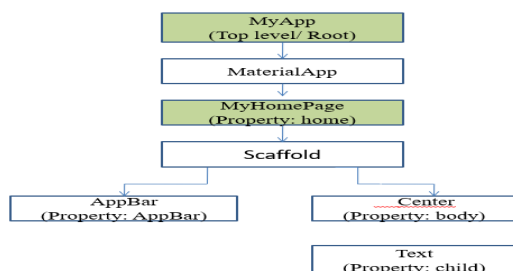 MyApp
(Top level/ Root)
MaterialApp
MyHomePage
(Property: home)
Scaffold
AppBar
(Property: AppBar)
Center
(Property: body)
Text
(Property: child)